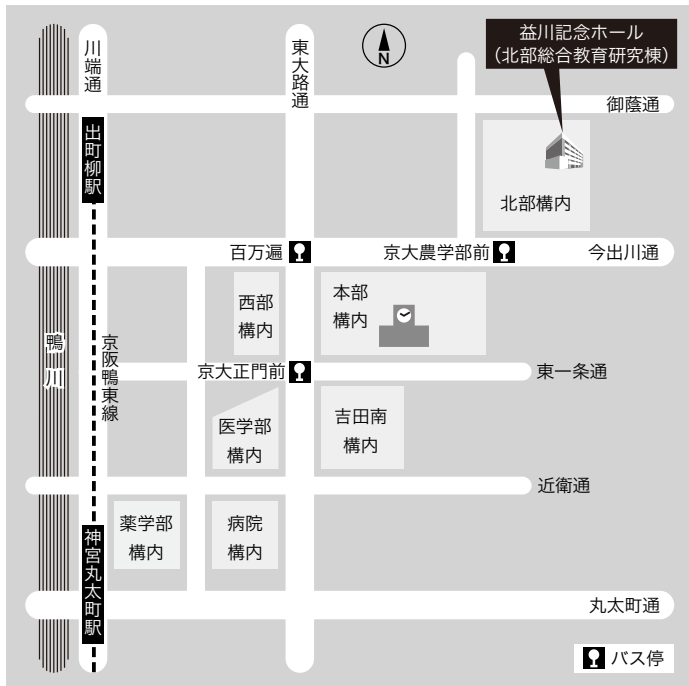 益川記念ホール
(北部総合教育研究棟)
川端通
東大路通
N
御蔭通
出町柳駅
北部構内
百万遍
京大農学部前
今出川通
西部
構内
本部
構内
鴨川
京阪鴨東線
京大正門前
東一条通
医学部
構内
吉田南
構内
近衛通
薬学部
構内
病院
構内
神宮丸太町駅
丸太町通
バス停